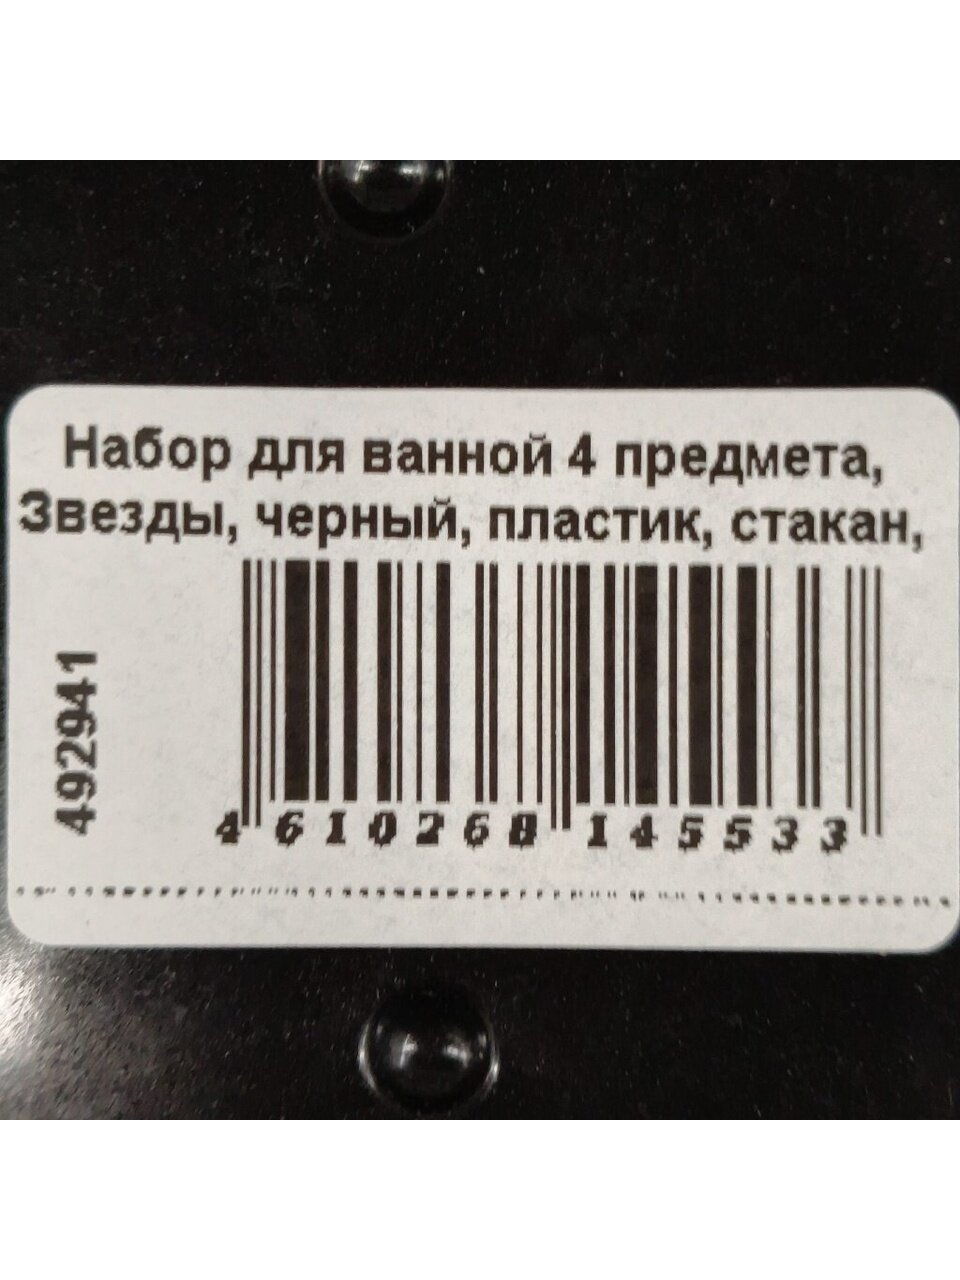 Набор для ванной 4 предмета,
Звезды, черный, пластик, стакан,
492941
4 610268 145533